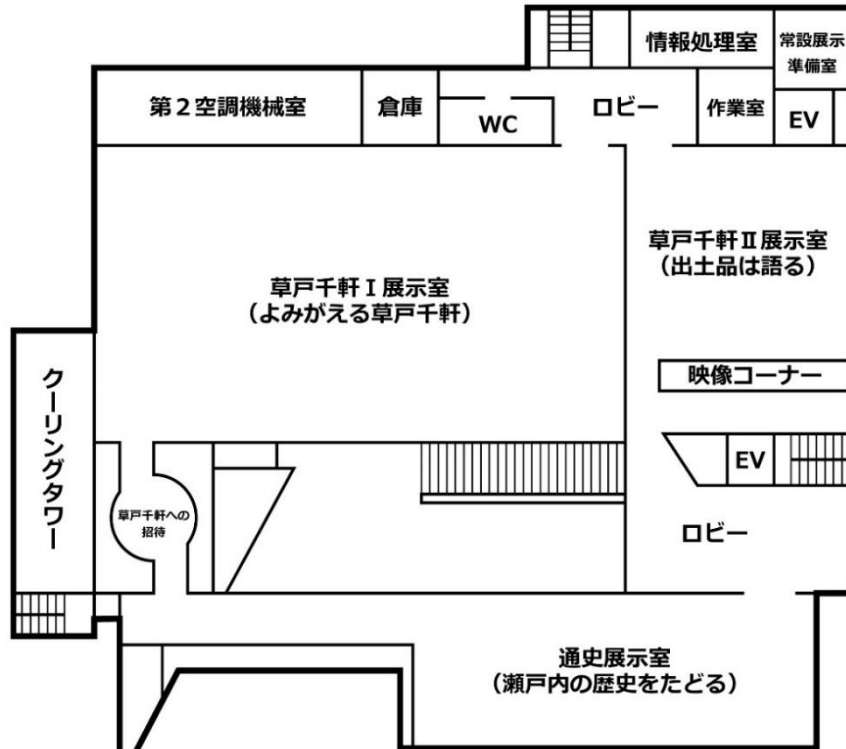 情報処理室
常設展示
準備室
第2空調機械室
倉庫
WC
ロビー
作業室
EV
草戸千軒Ⅱ展示室
(出土品は語る)
草戸千軒Ⅰ展示室
(よみがえる草戸千軒)
映像コーナー
クーリングタワー
EV
草戸千軒への
招待
ロビー
通史展示室
(瀬戸内の歴史をたどる)